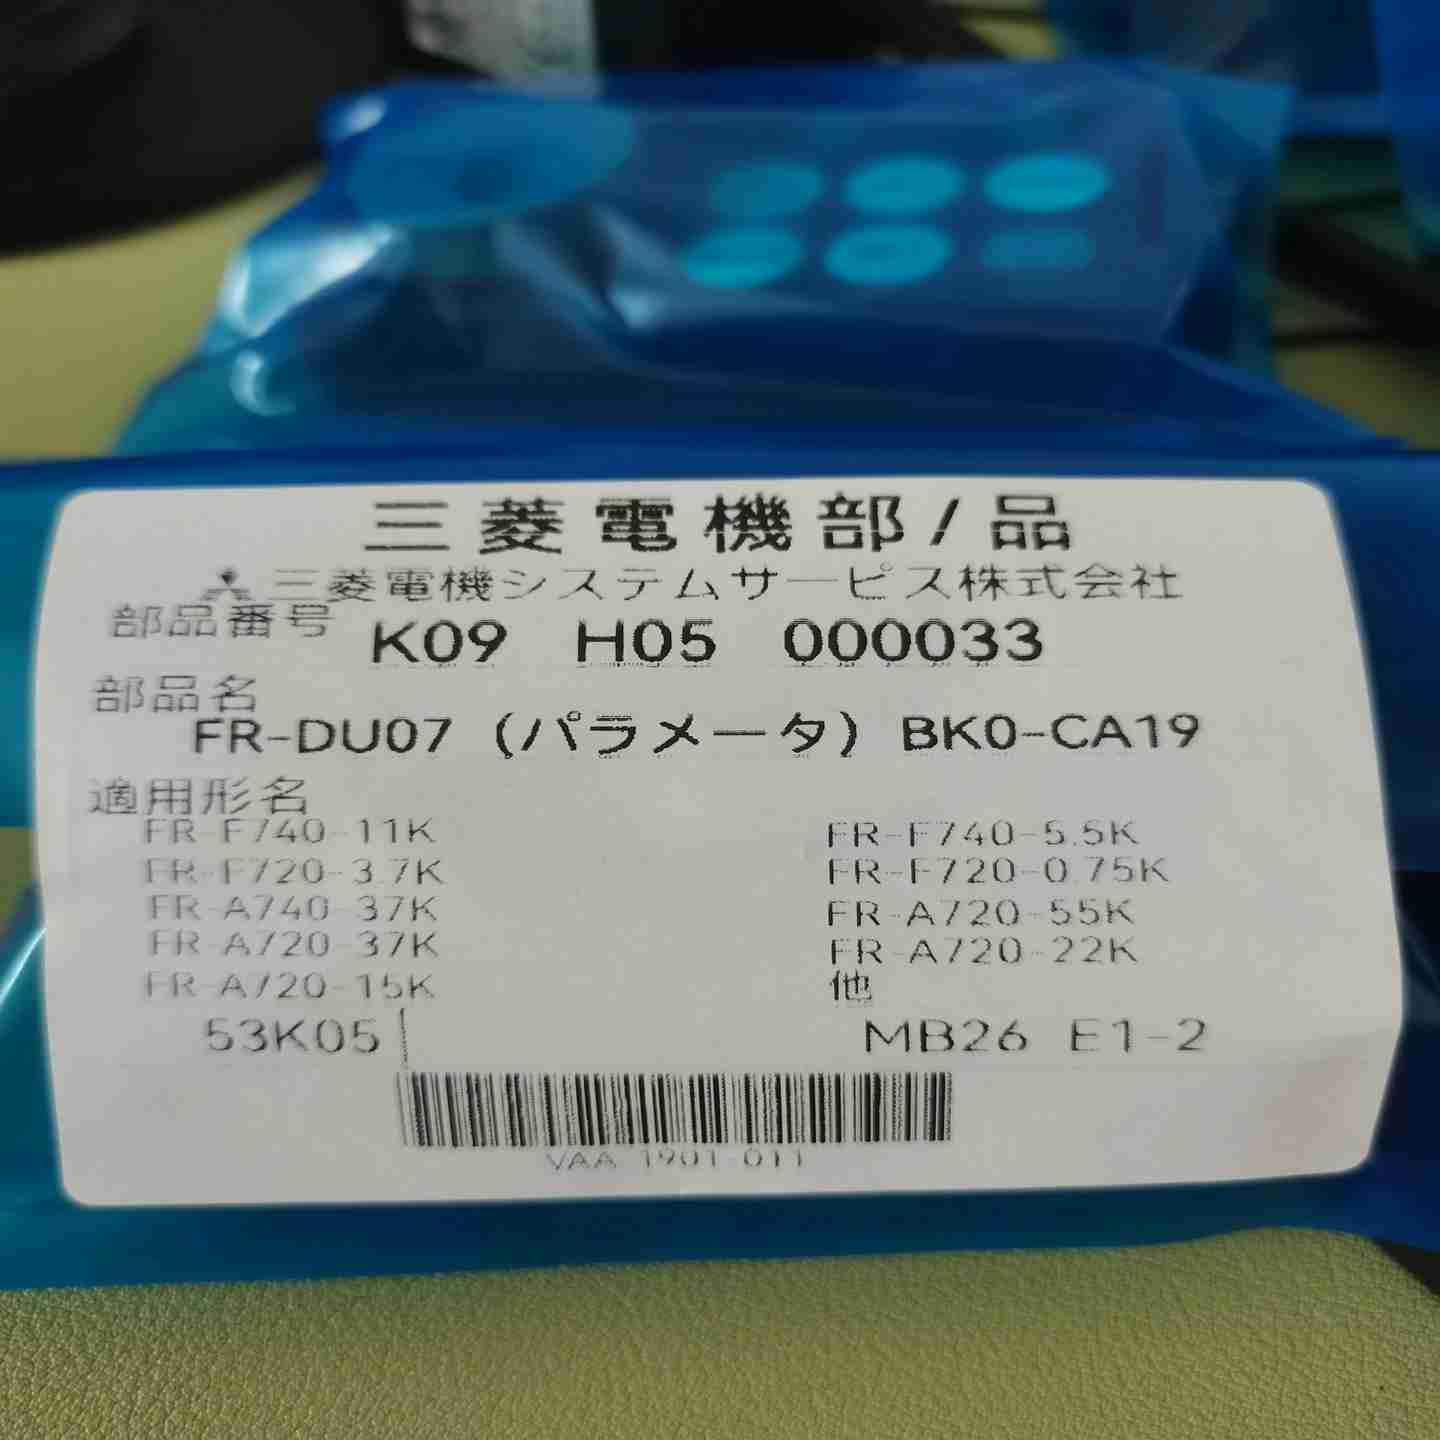 三菱電機部/品
三菱電機システムサービス株式会社
部品番号 K09 H05 000033
部品名
FR-DU07 (パラメータ) BK0-CA19
適用形名
FR-F740-11K FR-F740-5.5K
FR-F720-3.7K FR-F720-0.75K
FR-A740-37K FR-A720-55K
FR-A720-37K FR-A720-22K
FR-A720-15K 他
53K05 MB26 E1-2
VAA 1901-011